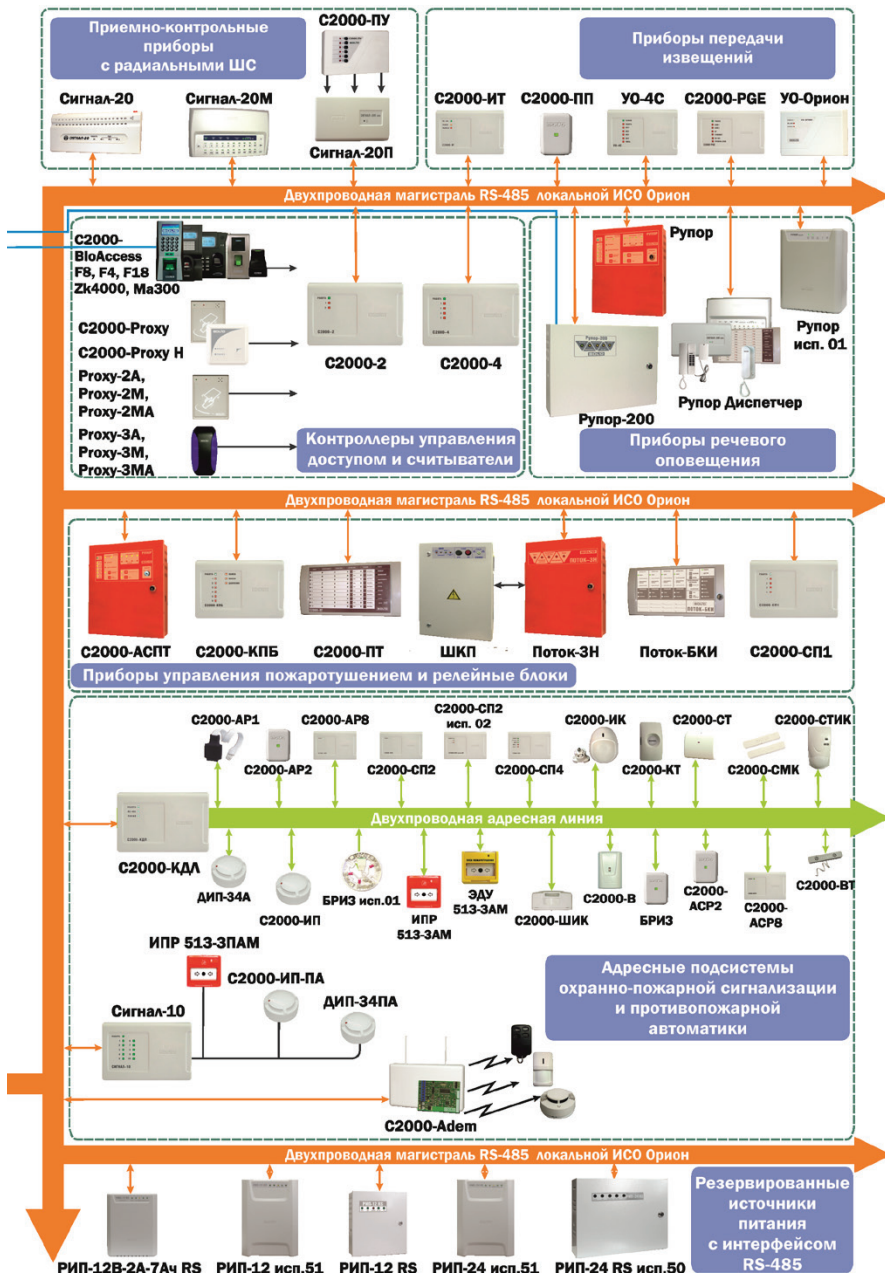 Приемно-контрольные
приборы
с радиальными ШС
С2000-ПУ
Сигнал-20
Сигнал-20М
Сигнал-20П
Приборы передачи
извещений
С2000-ИТ
С2000-ПП
УО-4С
С2000-PGE
УО-Орион
Двухпроводная магистраль RS-485 локальной ИСО Орион
С2000-
BloAccess
F8, F4, F18
Zk4000, Ma300
С2000-Proxy
С2000-Proxy H
Proxy-2A,
Proxy-2M,
Proxy-2MA
Proxy-3A,
Proxy-3M,
Proxy-3MA
С2000-2
С2000-4
Контроллеры управления
доступом и считыватели
Рупор
Рупор
исп. 01
Рупор-200
Рупор Диспетчер
Приборы речевого
оповещения
Двухпроводная магистраль RS-485 локальной ИСО Орион
С2000-АСПТ
С2000-КПБ
С2000-ПТ
ШКП
Поток-3Н
Поток-БКИ
С2000-СП1
Приборы управления пожаротушением и релейные блоки
С2000-АР1
С2000-АР2
С2000-АР8
С2000-СП2
С2000-СП2
исп. 02
С2000-СП4
С2000-ИК
С2000-КТ
С2000-СТ
С2000-СМК
С2000-СТИК
Двухпроводная адресная линия
С2000-КДЛ
ДИП-34А
С2000-ИП
БРИЗ исп.01
ИПР
513-3АМ
ЭДУ
513-3АМ
С2000-ШИК
С2000-В
БРИЗ
С2000-
АСР2
С2000-
АСР8
С2000-ВТ
ИПР 513-3ПАМ
С2000-ИП-ПА
ДИП-34ПА
Сигнал-10
С2000-Adem
Адресные подсистемы
охранно-пожарной сигнализации
и противопожарной
автоматики
Двухпроводная магистраль RS-485 локальной ИСО Орион
РИП-12В-2А-7Ач RS
РИП-12 исп.51
РИП-12 RS
РИП-24 исп.51
РИП-24 RS исп.50
Резервированные
источники
питания
с интерфейсом
RS-485